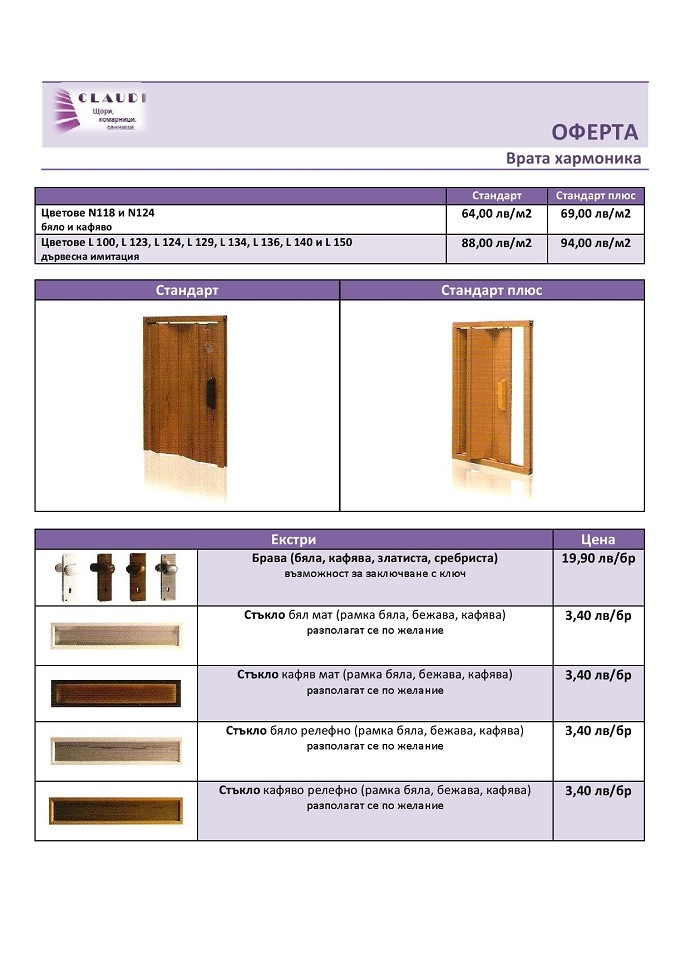 CLAUDI
Щори,
комарници,
сенници
ОФЕРТА
Врата хармоника
Стандарт Стандарт плюс
Цветове N118 и N124 64,00 лв/м2 69,00 лв/м2
бяло и кафяво
Цветове L 100, L 123, L 124, L 129, L 134, L 136, L 140 и L 150 88,00 лв/м2 94,00 лв/м2
дървесна имитация
Стандарт Стандарт плюс
Екстри Цена
Брава (бяла, кафява, златиста, сребриста) 19,90 лв/бр
възможност за заключване с ключ
Стъкло бял мат (рамка бяла, бежава, кафява) 3,40 лв/бр
разполагат се по желание
Стъкло кафяв мат (рамка бяла, бежава, кафява) 3,40 лв/бр
разполагат се по желание
Стъкло бяло релефно (рамка бяла, бежава, кафява) 3,40 лв/бр
разполагат се по желание
Стъкло кафяво релефно (рамка бяла, бежава, кафява) 3,40 лв/бр
разполагат се по желание